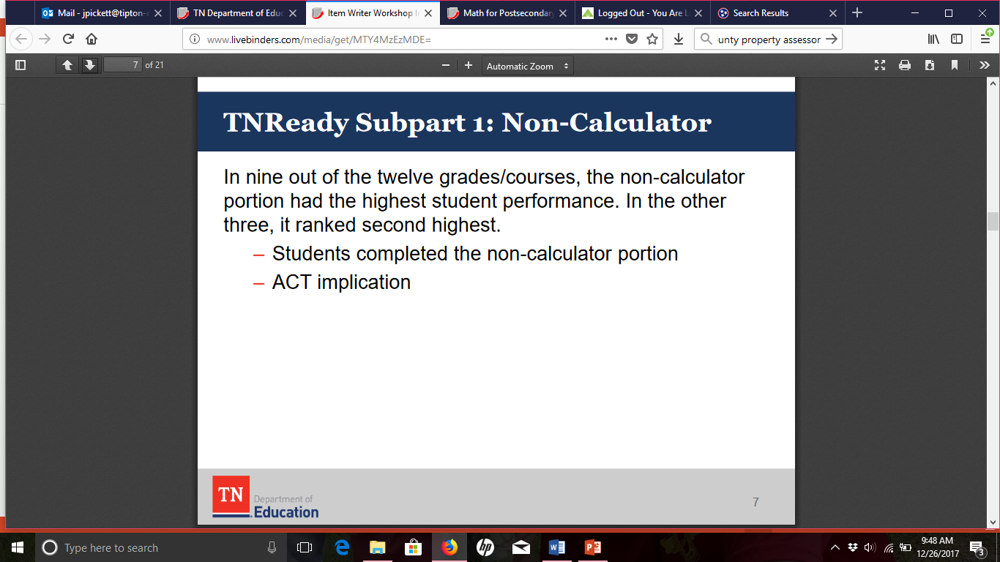 Mail - jpickett@tipton-
TN Department of Educ
Item Writer Workshop I
Math for Postsecondary
Logged Out - You Are L
Search Results
www.livebinders.com/media/get/MTY4MzEzMDE=
unty property assessor
7 of 21
Automatic Zoom
TNReady Subpart 1: Non-Calculator
In nine out of the twelve grades/courses, the non-calculator
portion had the highest student performance. In the other
three, it ranked second highest.
– Students completed the non-calculator portion
– ACT implication
TN
Department of
Education
7
Type here to search
9:48 AM
12/26/2017
3